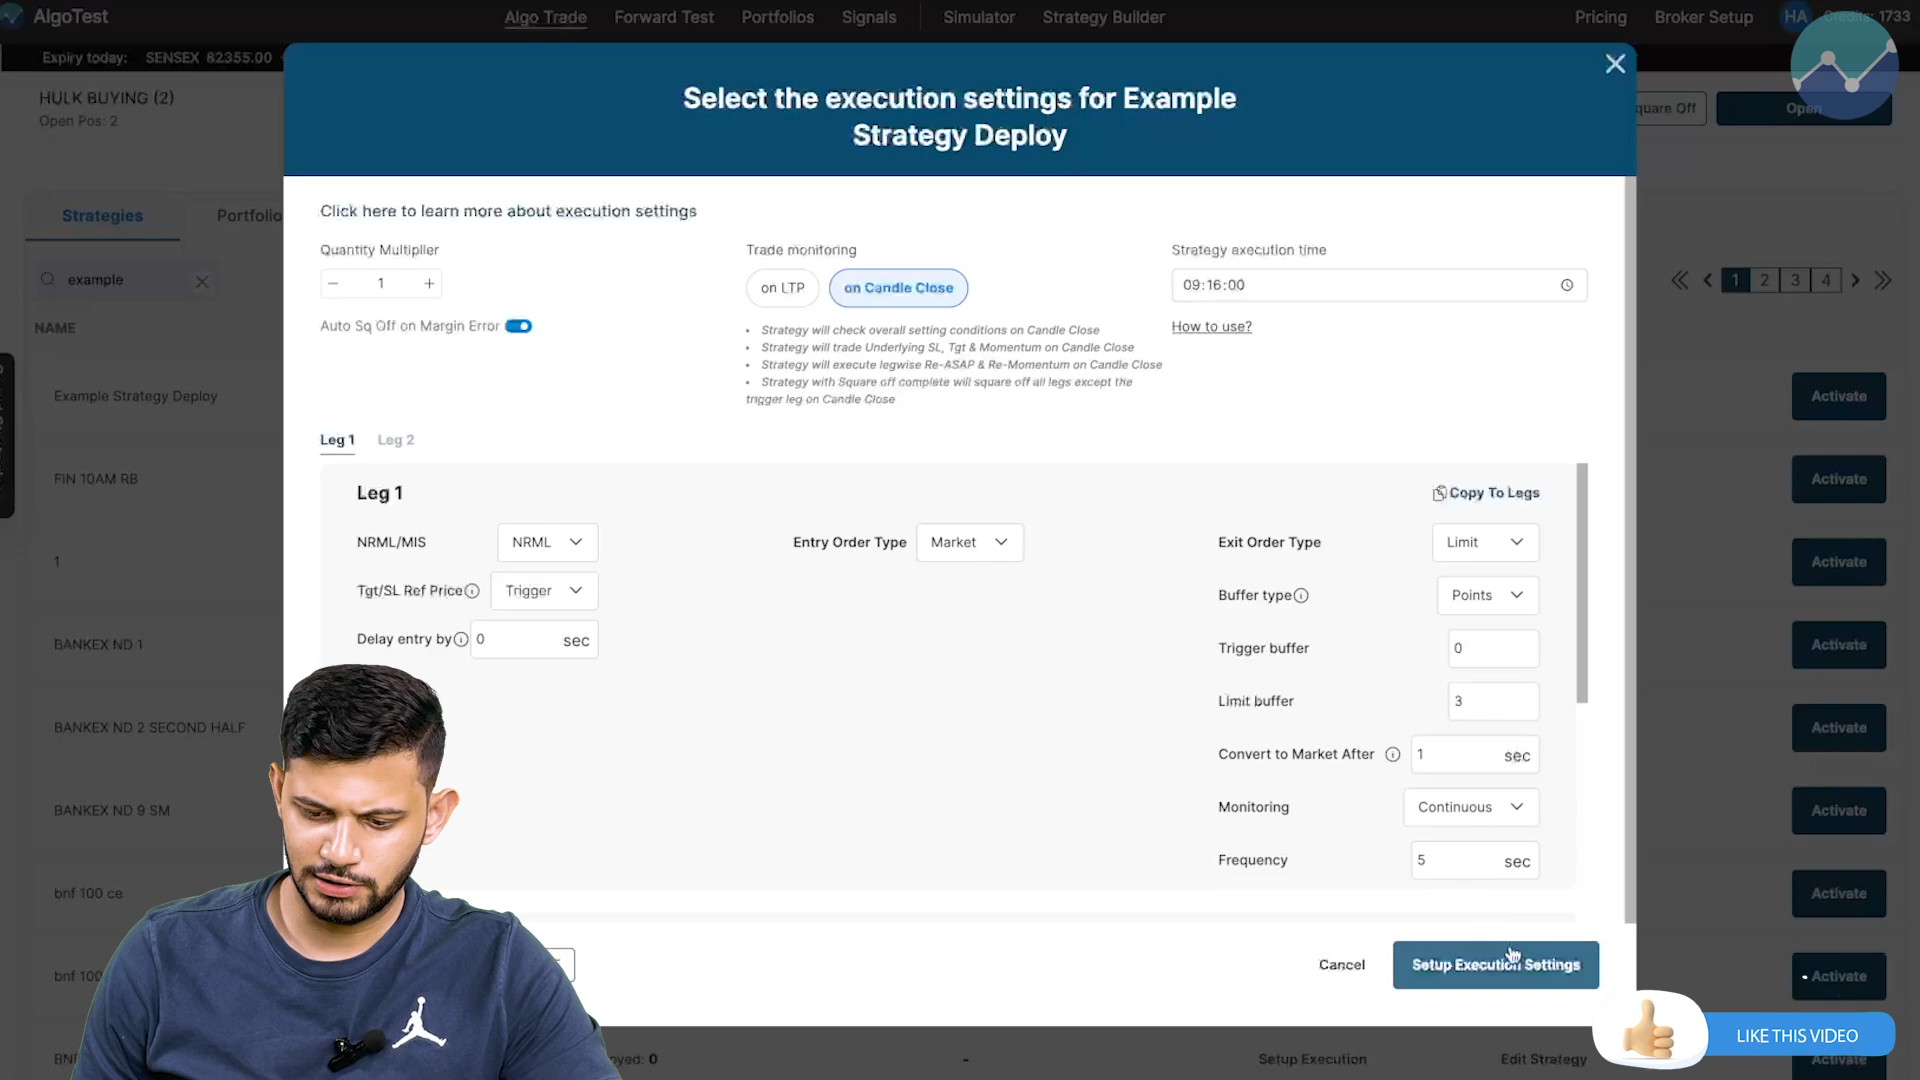 AlgoTest
Algo Trade
Forward Test
Portfolios
Signals
Simulator
Strategy Builder
Pricing
Broker Setup
HA
Credits: 1733
Expiry today: SENSEX 82355.00
HULK BUYING (2)
Open Pos: 2
quare Off
Open
Select the execution settings for Example
Strategy Deploy
Strategies
Portfolio
example
1 2 3 4
NAME
Example Strategy Deploy
FIN 10AM RB
1
BANKEX ND 1
BANKEX ND 2 SECOND HALF
BANKEX ND 9 SM
bnf 100 ce
bnf 100
Activate
Activate
Activate
Activate
Activate
Activate
Activate
Activate
Activate
Click here to learn more about execution settings
Quantity Multiplier
− 1 +
Auto Sq Off on Margin Error
Trade monitoring
on LTP
on Candle Close
• Strategy will check overall setting conditions on Candle Close
• Strategy will trade Underlying SL, Tgt & Momentum on Candle Close
• Strategy will execute legwise Re-ASAP & Re-Momentum on Candle Close
• Strategy with Square off complete will square off all legs except the
trigger leg on Candle Close
Strategy execution time
09:16:00
How to use?
Leg 1
Leg 2
Leg 1
Copy To Legs
NRML/MIS NRML
Entry Order Type Market
Exit Order Type Limit
Tgt/SL Ref Price Trigger
Buffer type Points
Delay entry by 0 sec
Trigger buffer 0
Limit buffer 3
Convert to Market After 1 sec
Monitoring Continuous
Frequency 5 sec
Cancel
Setup Execution Settings
LIKE THIS VIDEO
yed: 0
-
Setup Execution
Edit Strategy